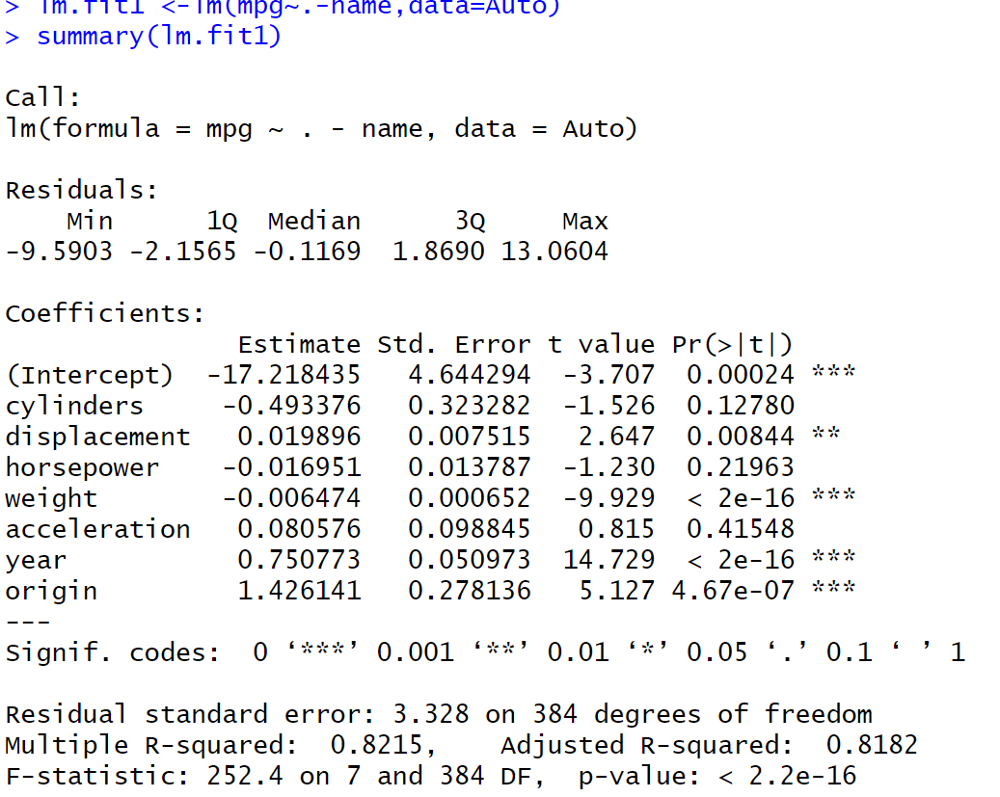 > lm.fit1 <-lm(mpg~.-name,data=Auto)
> summary(lm.fit1)
Call:
lm(formula = mpg ~ . - name, data = Auto)
Residuals:
    Min      1Q  Median      3Q     Max
-9.5903 -2.1565 -0.1169  1.8690 13.0604
Coefficients:
               Estimate Std. Error t value Pr(>|t|)
(Intercept)  -17.218435   4.644294  -3.707  0.00024 ***
cylinders     -0.493376   0.323282  -1.526  0.12780
displacement   0.019896   0.007515   2.647  0.00844 **
horsepower    -0.016951   0.013787  -1.230  0.21963
weight        -0.006474   0.000652  -9.929  < 2e-16 ***
acceleration   0.080576   0.098845   0.815  0.41548
year           0.750773   0.050973  14.729  < 2e-16 ***
origin         1.426141   0.278136   5.127 4.67e-07 ***
---
Signif. codes:  0 ‘***’ 0.001 ‘**’ 0.01 ‘*’ 0.05 ‘.’ 0.1 ‘ ’ 1
Residual standard error: 3.328 on 384 degrees of freedom
Multiple R-squared:  0.8215,    Adjusted R-squared:  0.8182
F-statistic: 252.4 on 7 and 384 DF,  p-value: < 2.2e-16